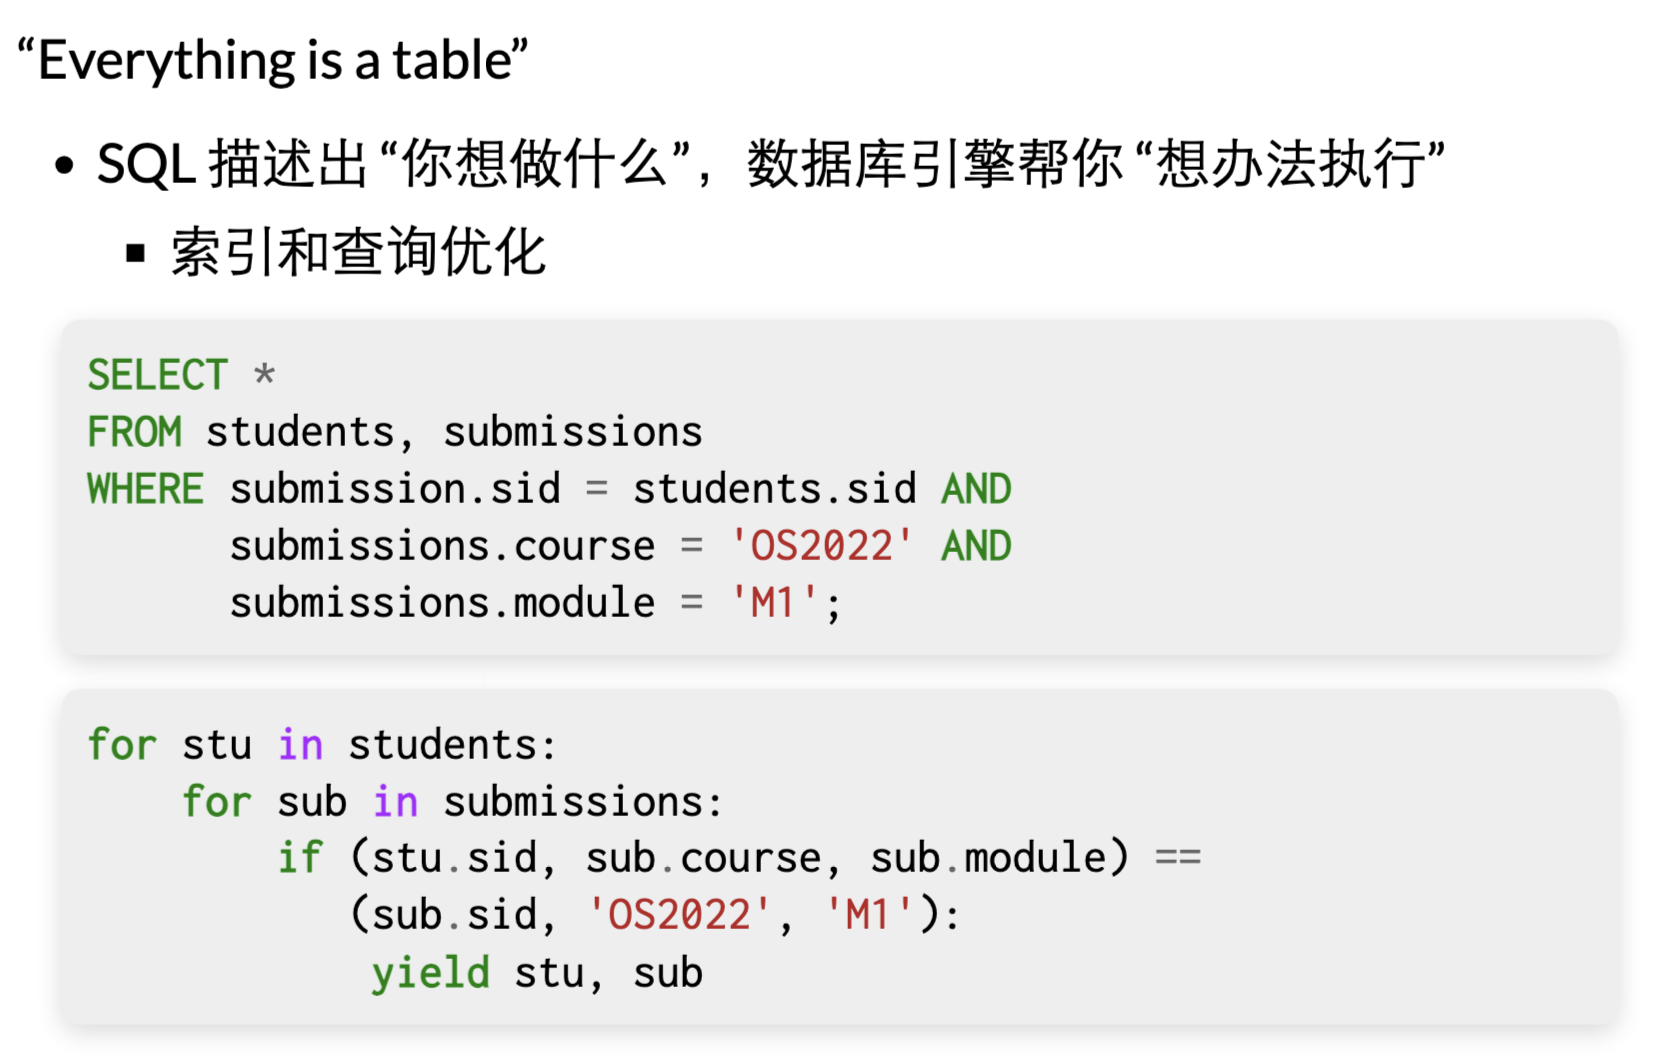 “Everything is a table”
• SQL 描述出 “你想做什么”，数据库引擎帮你 “想办法执行”
▪ 索引和查询优化
SELECT *
FROM students, submissions
WHERE submission.sid = students.sid AND
      submissions.course = 'OS2022' AND
      submissions.module = 'M1';
for stu in students:
    for sub in submissions:
        if (stu.sid, sub.course, sub.module) ==
           (sub.sid, 'OS2022', 'M1'):
            yield stu, sub